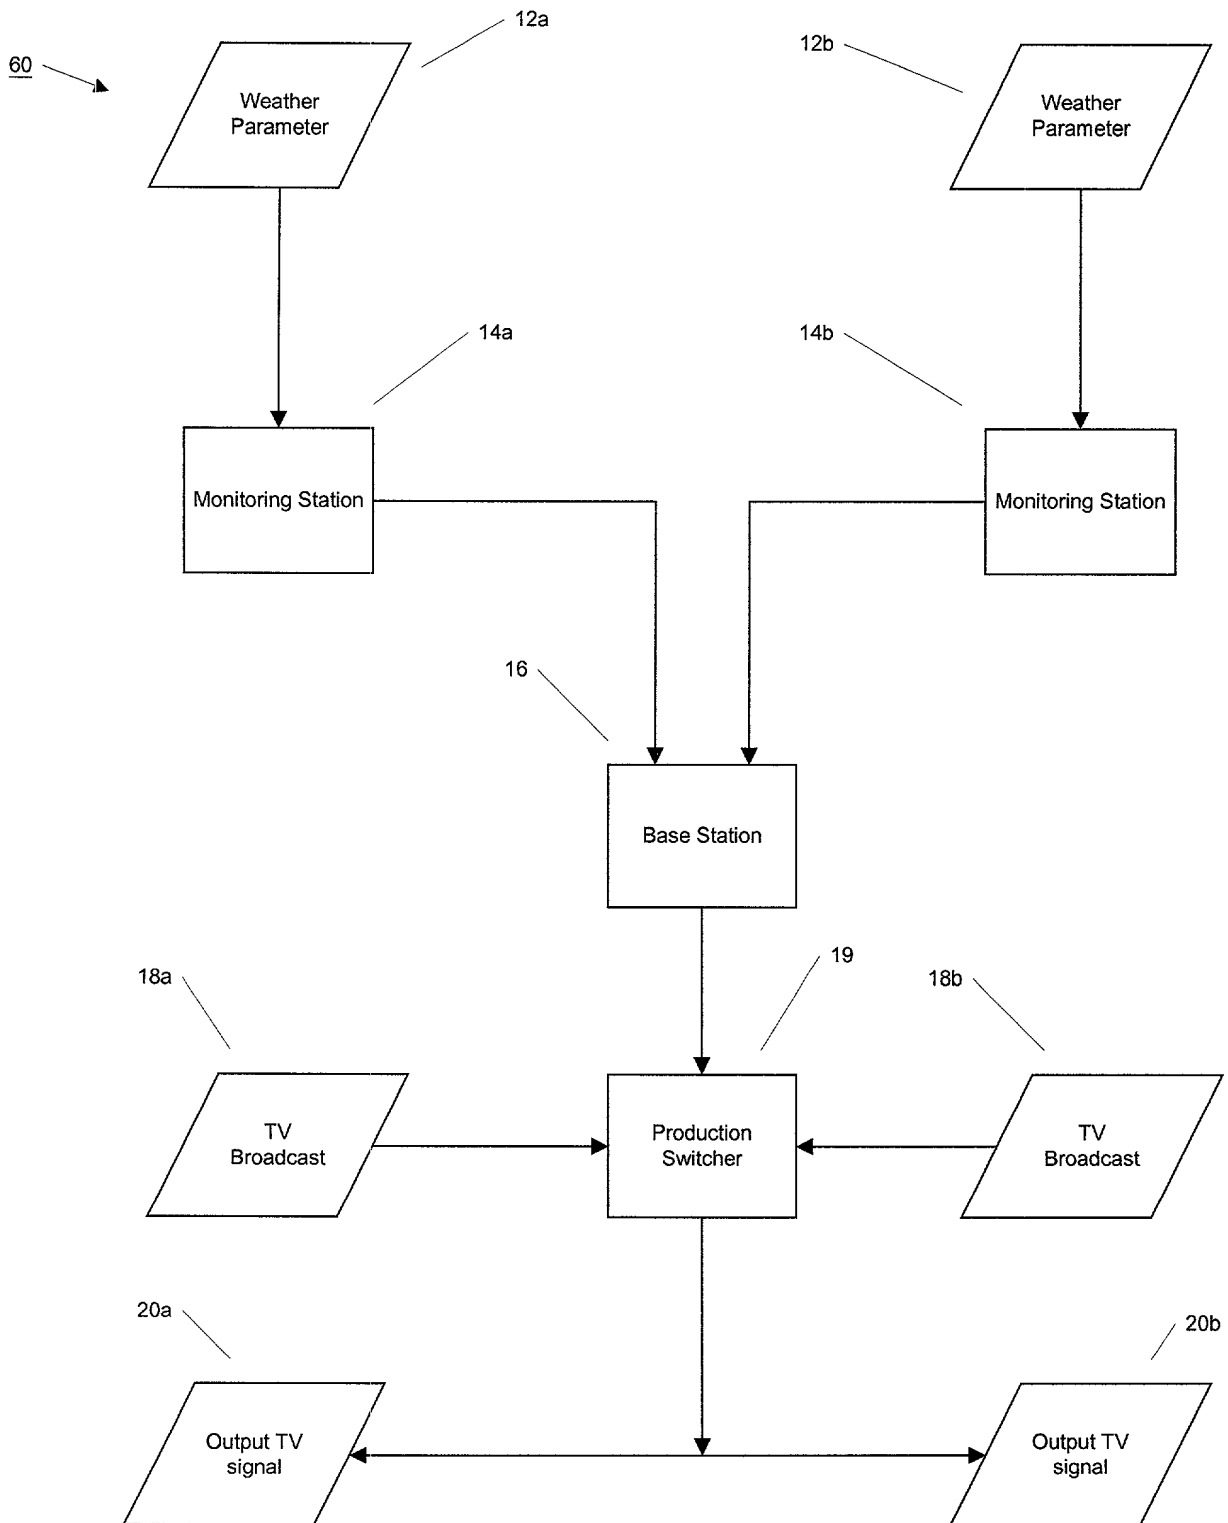 12a
60
12b
Weather
Parameter
Weather
Parameter
14a
14b
Monitoring Station
Monitoring Station
16
Base Station
18a
19
18b
TV
Broadcast
Production
Switcher
TV
Broadcast
20a
20b
Output TV
signal
Output TV
signal